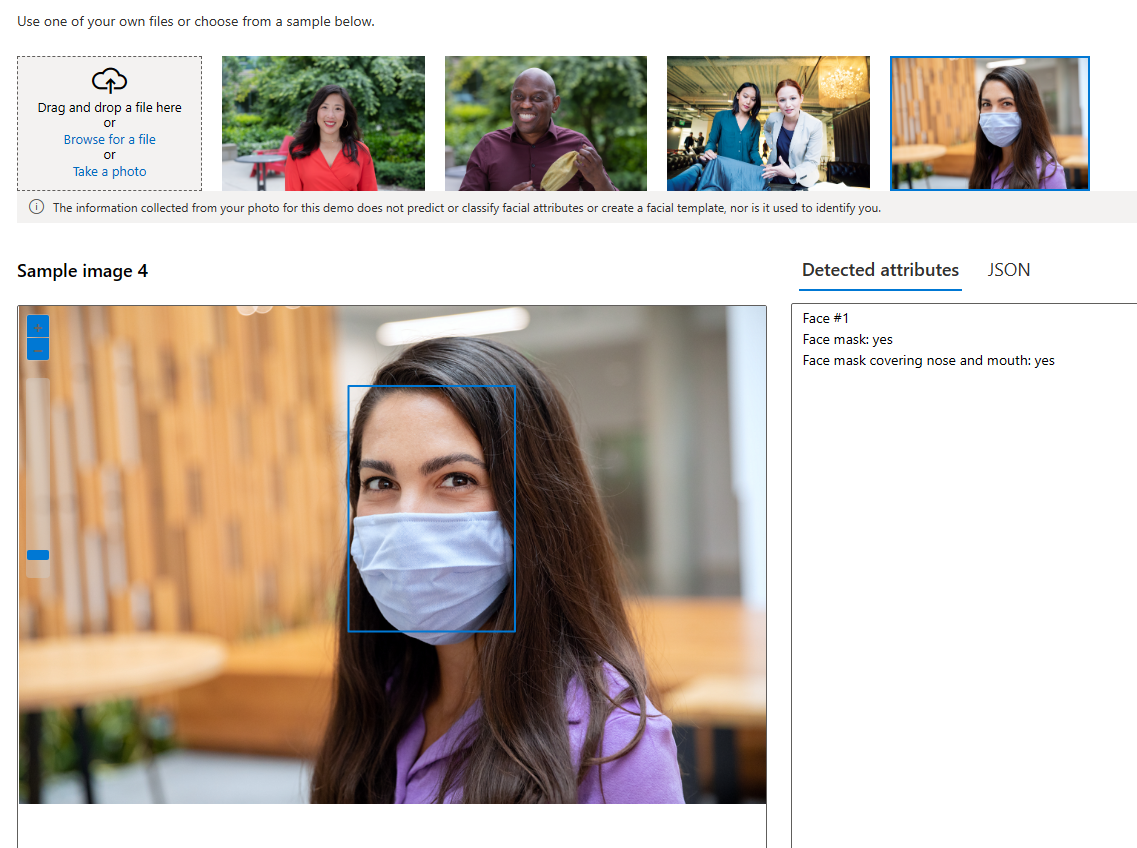 Use one of your own files or choose from a sample below.
Drag and drop a file here
or
Browse for a file
or
Take a photo
The information collected from your photo for this demo does not predict or classify facial attributes or create a facial template, nor is it used to identify you.
Sample image 4
Detected attributes
JSON
+
-
Face #1
Face mask: yes
Face mask covering nose and mouth: yes